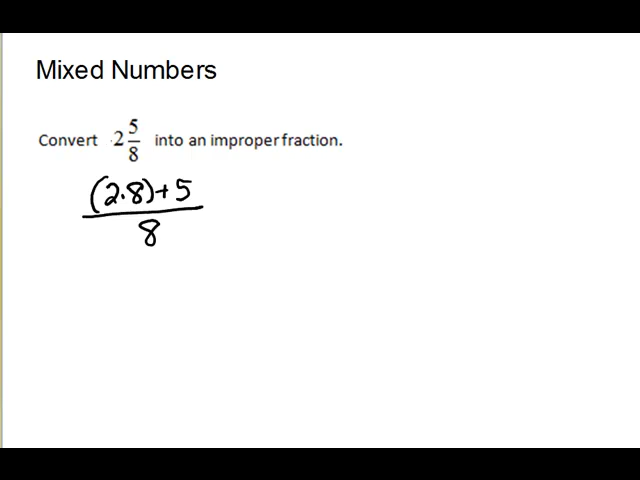 Mixed Numbers
Convert 2 5/8 into an improper fraction.
(2·8)+5
8